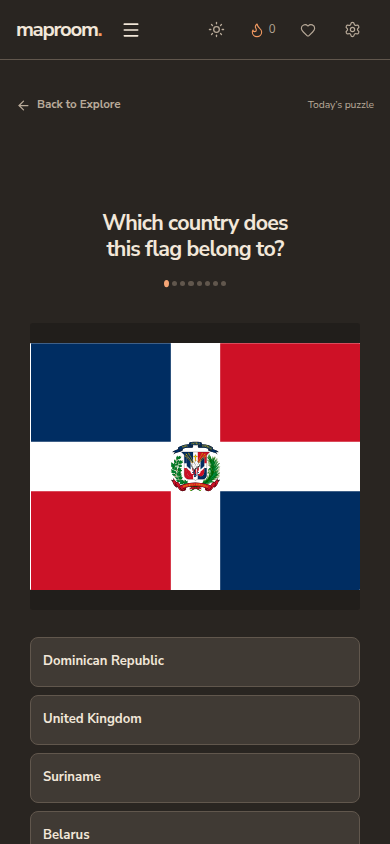 maproom.
0
Back to Explore
Today's puzzle
Which country does
this flag belong to?
Dominican Republic
United Kingdom
Suriname
Belarus